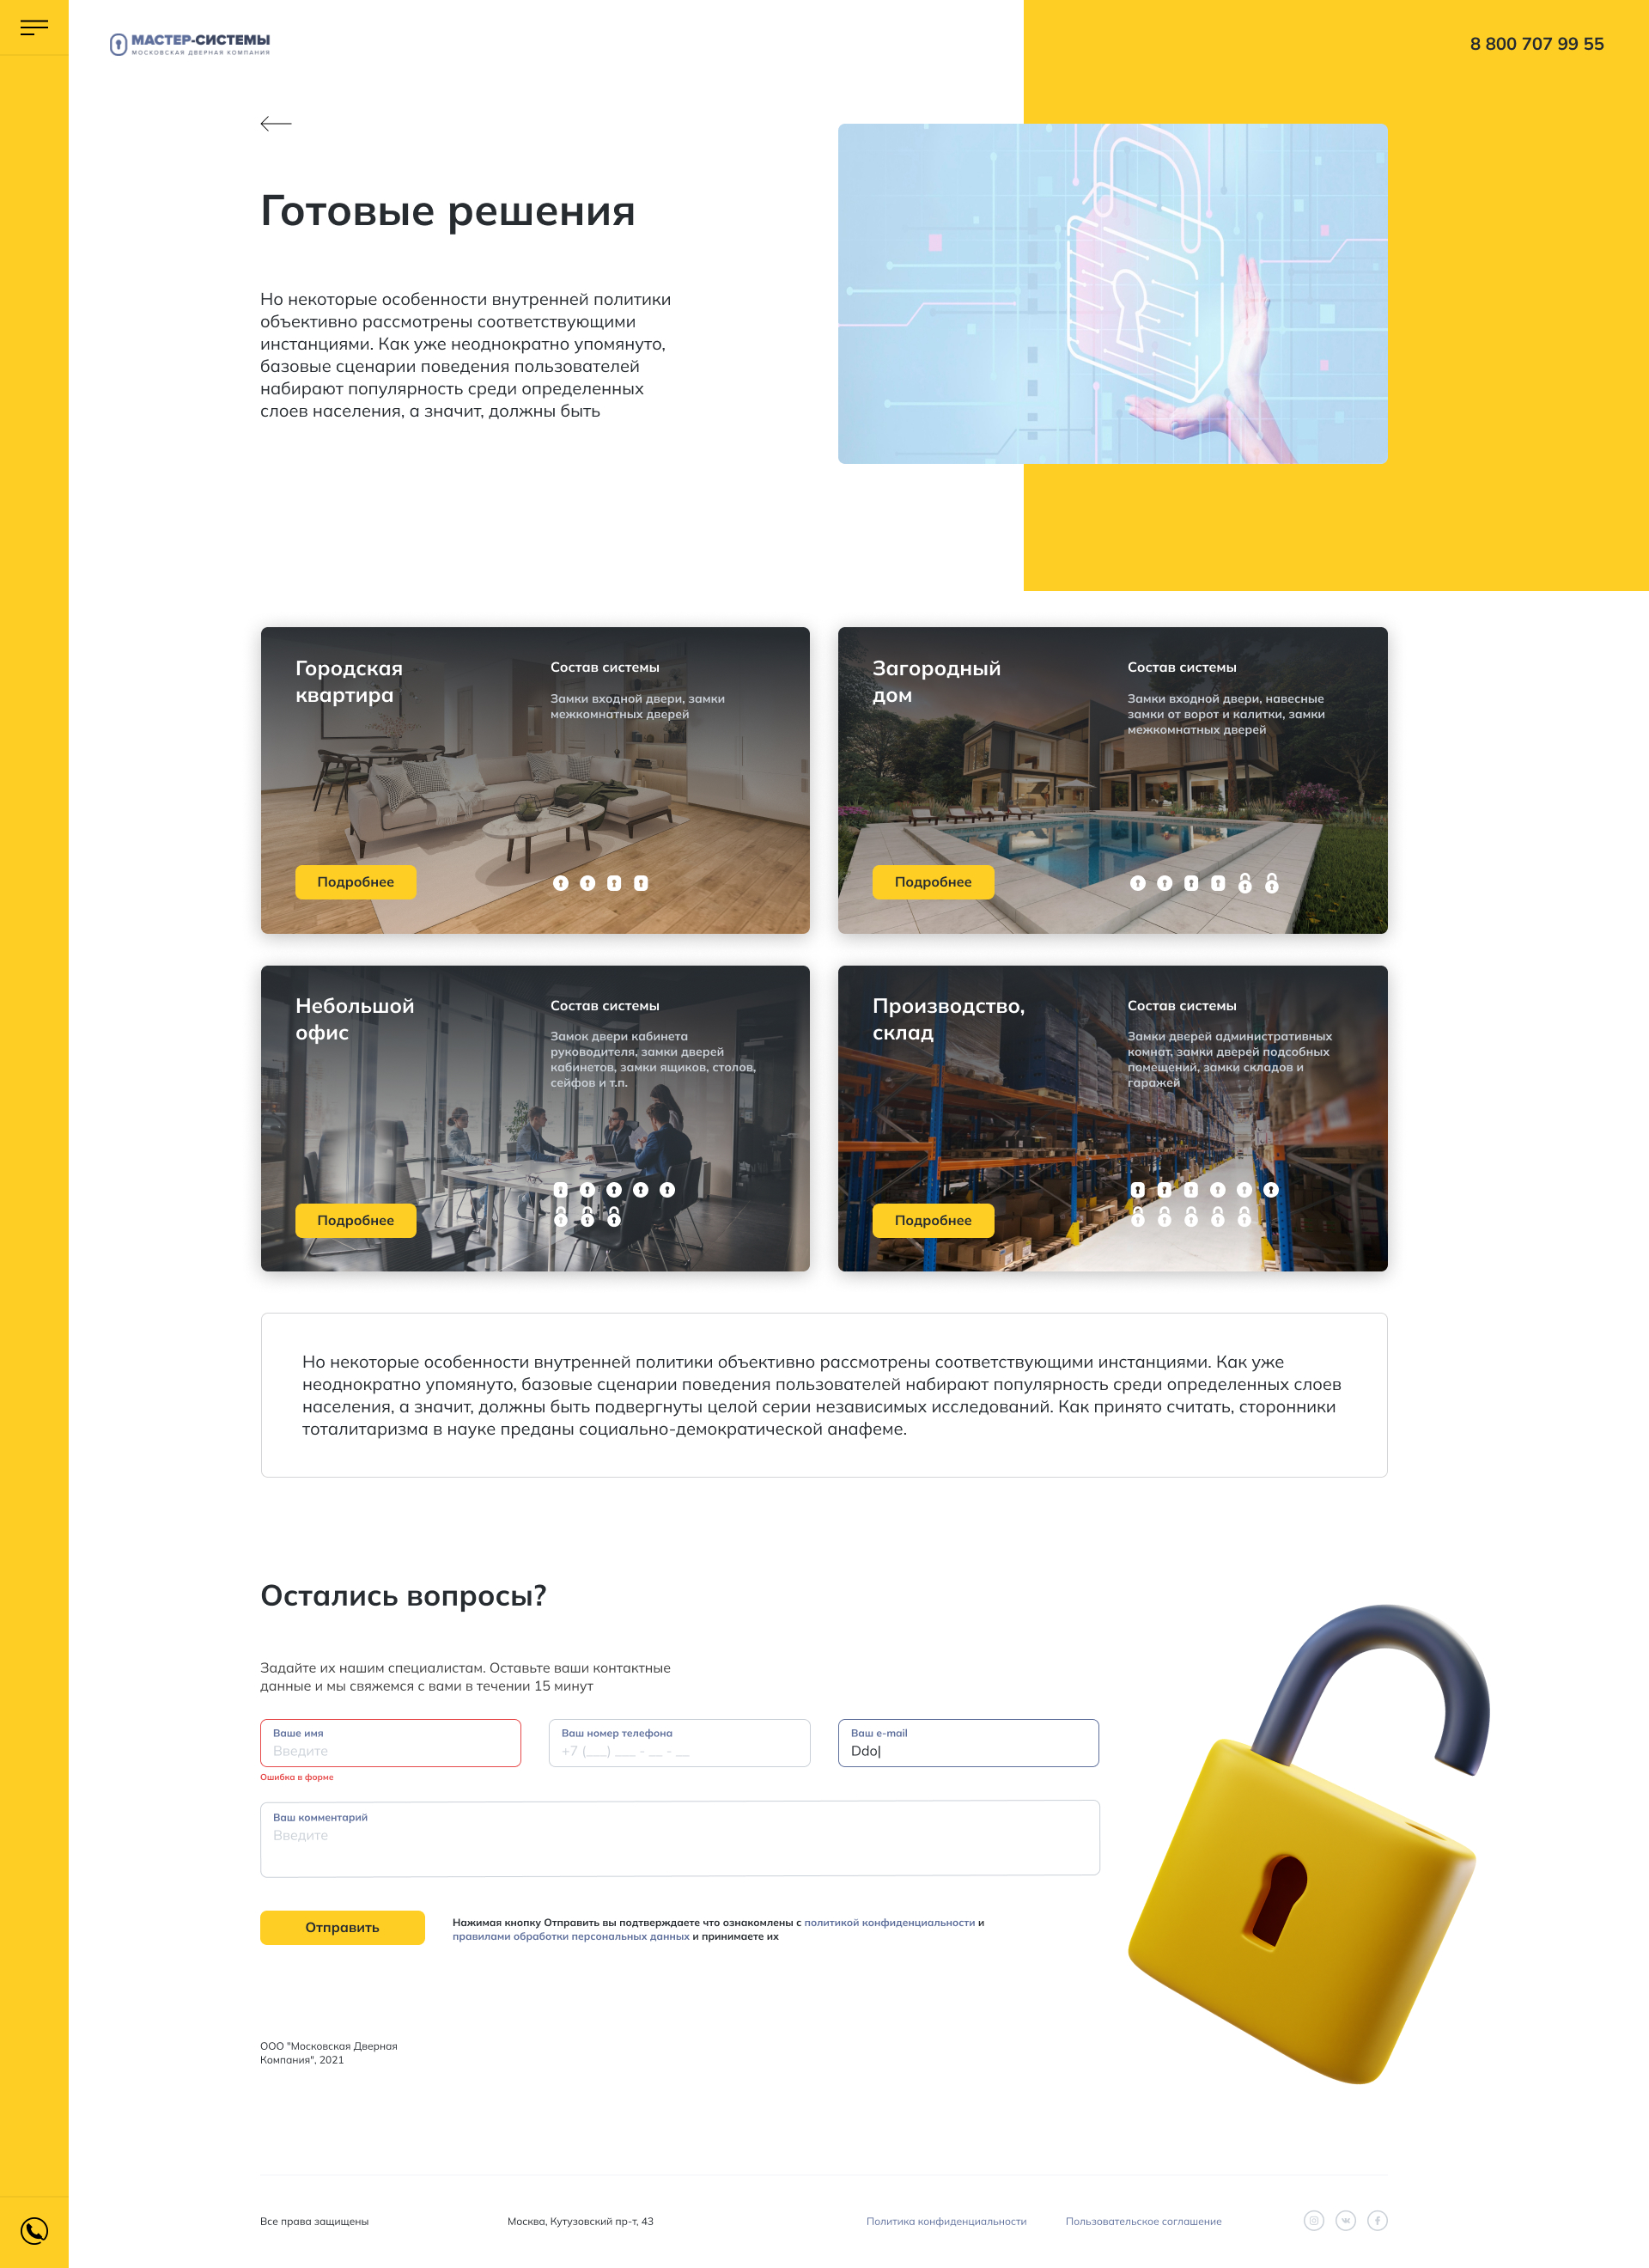 МАСТЕР-СИСТЕМЫ
МОСКОВСКАЯ ДВЕРНАЯ КОМПАНИЯ
8 800 707 99 55
Готовые решения
Но некоторые особенности внутренней политики
объективно рассмотрены соответствующими
инстанциями. Как уже неоднократно упомянуто,
базовые сценарии поведения пользователей
набирают популярность среди определенных
слоев населения, а значит, должны быть
Городская
квартира
Состав системы
Замки входной двери, замки
межкомнатных дверей
Подробнее
Загородный
дом
Состав системы
Замки входной двери, навесные
замки от ворот и калитки, замки
межкомнатных дверей
Подробнее
Небольшой
офис
Состав системы
Замок двери кабинета
руководителя, замки дверей
кабинетов, замки ящиков, столов,
сейфов и т.п.
Подробнее
Производство,
склад
Состав системы
Замки дверей административных
комнат, замки дверей подсобных
помещений, замки складов и
гаражей
Подробнее
Но некоторые особенности внутренней политики объективно рассмотрены соответствующими инстанциями. Как уже
неоднократно упомянуто, базовые сценарии поведения пользователей набирают популярность среди определенных слоев
населения, а значит, должны быть подвергнуты целой серии независимых исследований. Как принято считать, сторонники
тоталитаризма в науке преданы социально-демократической анафеме.
Остались вопросы?
Задайте их нашим специалистам. Оставьте ваши контактные
данные и мы свяжемся с вами в течении 15 минут
Ваше имя
Введите
Ошибка в форме
Ваш номер телефона
+7 (___) ___ - __ - __
Ваш e-mail
Ddo|
Ваш комментарий
Введите
Отправить
Нажимая кнопку Отправить вы подтверждаете что ознакомлены с политикой конфиденциальности и
правилами обработки персональных данных и принимаете их
ООО "Московская Дверная
Компания", 2021
Все права защищены
Москва, Кутузовский пр-т, 43
Политика конфиденциальности
Пользовательское соглашение